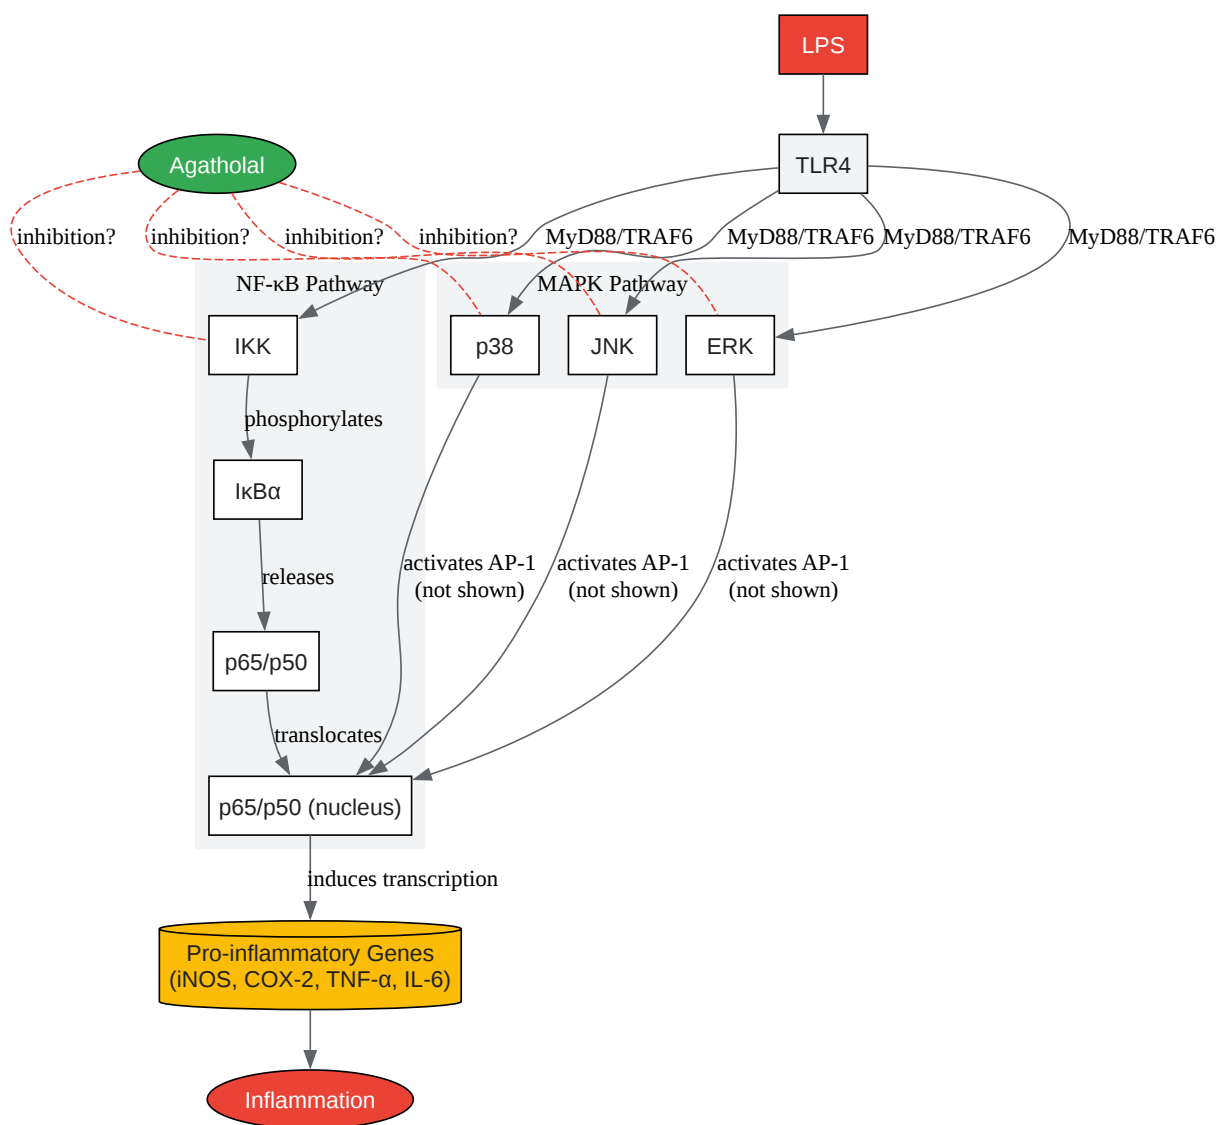 LPS
Agatholal
TLR4
inhibition?
inhibition?
inhibition?
inhibition?
MyD88/TRAF6
MyD88/TRAF6
MyD88/TRAF6
MyD88/TRAF6
NF-κB Pathway
MAPK Pathway
IKK
p38
JNK
ERK
phosphorylates
IκBα
activates AP-1
(not shown)
activates AP-1
(not shown)
activates AP-1
(not shown)
releases
p65/p50
translocates
p65/p50 (nucleus)
induces transcription
Pro-inflammatory Genes
(iNOS, COX-2, TNF-α, IL-6)
Inflammation